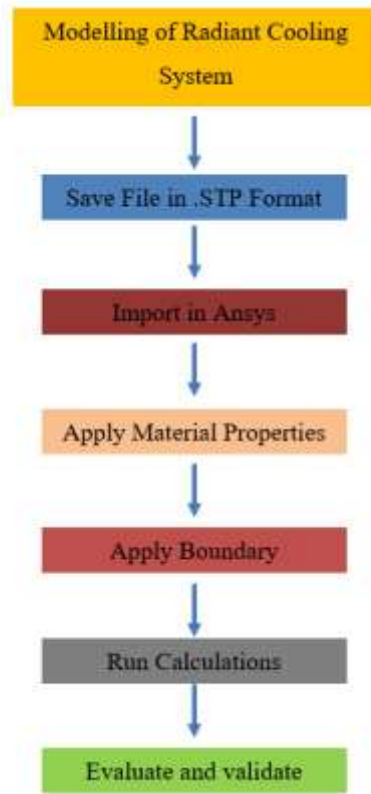 Modelling of Radiant Cooling
System
Save File in .STP Format
Import in Ansys
Apply Material Properties
Apply Boundary
Run Calculations
Evaluate and validate